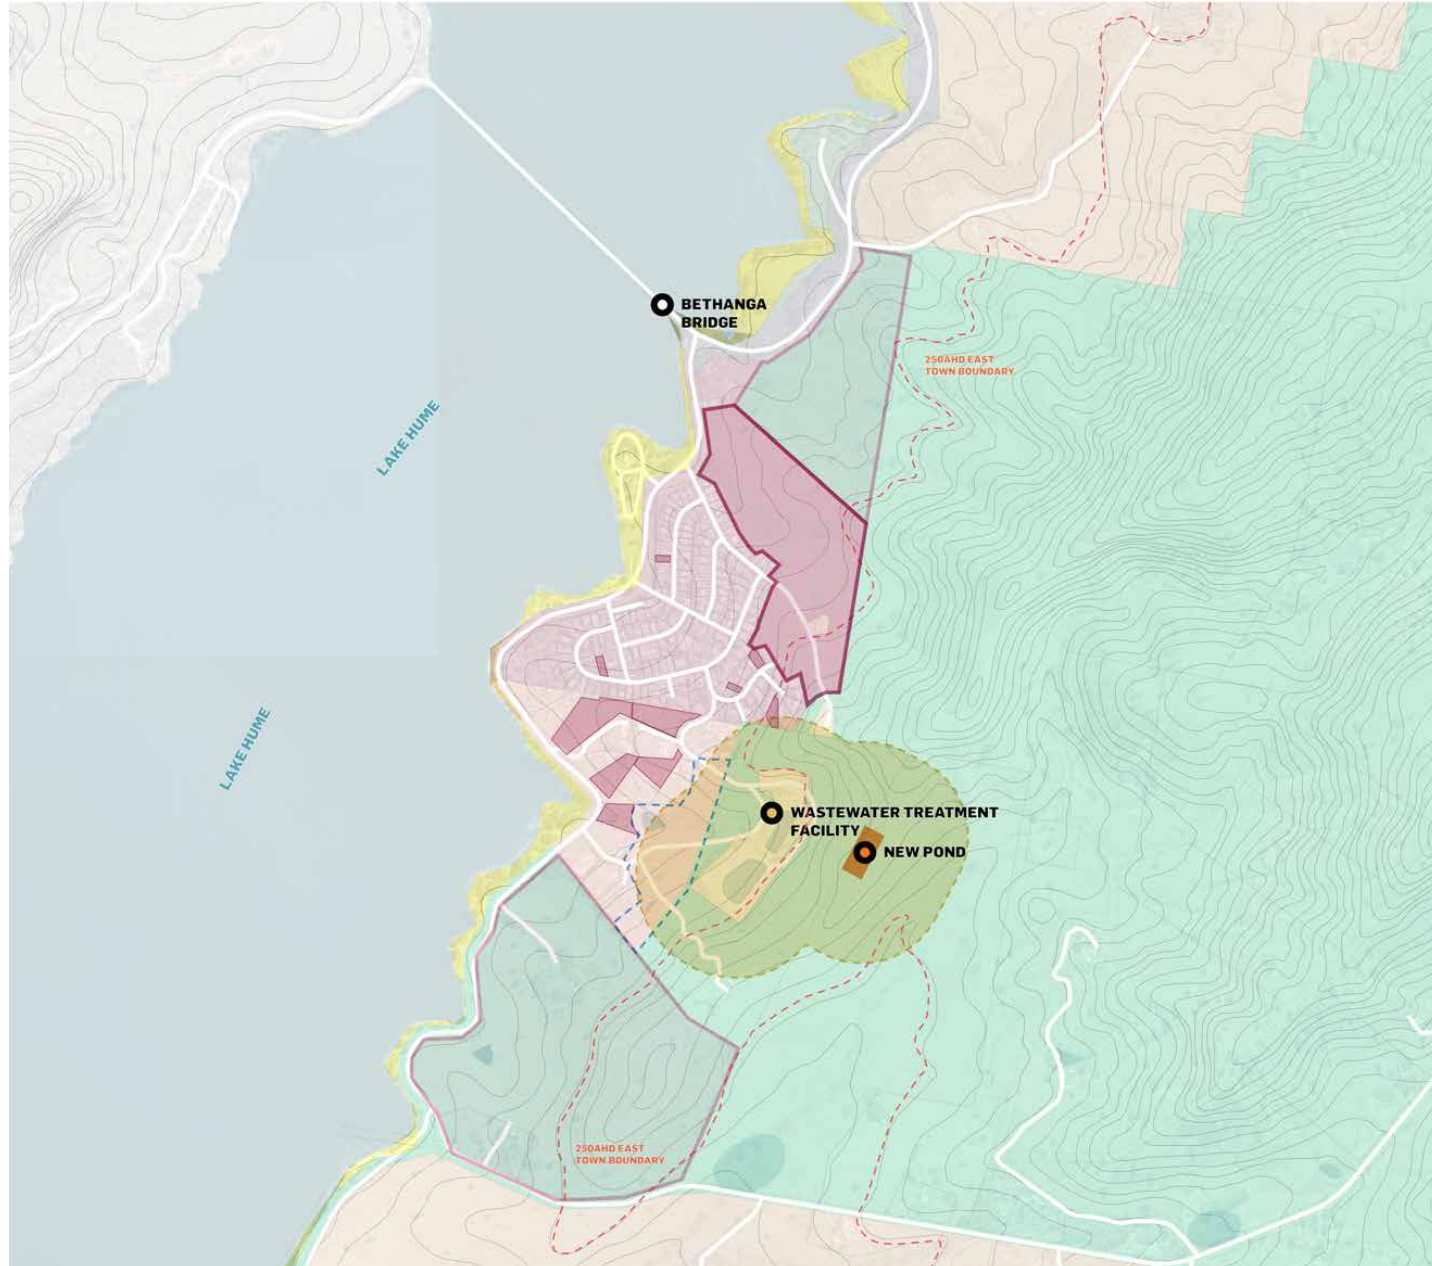 BETHANGA
BRIDGE
250AHD EAST
TOWN BOUNDARY
LAKE HUME
LAKE HUME
WASTEWATER TREATMENT
FACILITY
NEW POND
250AHD EAST
TOWN BOUNDARY